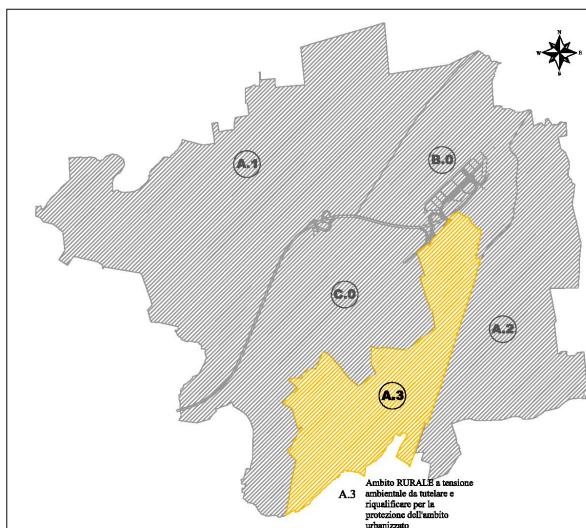 N
W E
S
A.1
B.0
C.0
A.2
A.3
A.3 Ambito RURALE a tensione
ambientale da tutelare e
riqualificare per la
protezione dell'ambito
urbanizzato